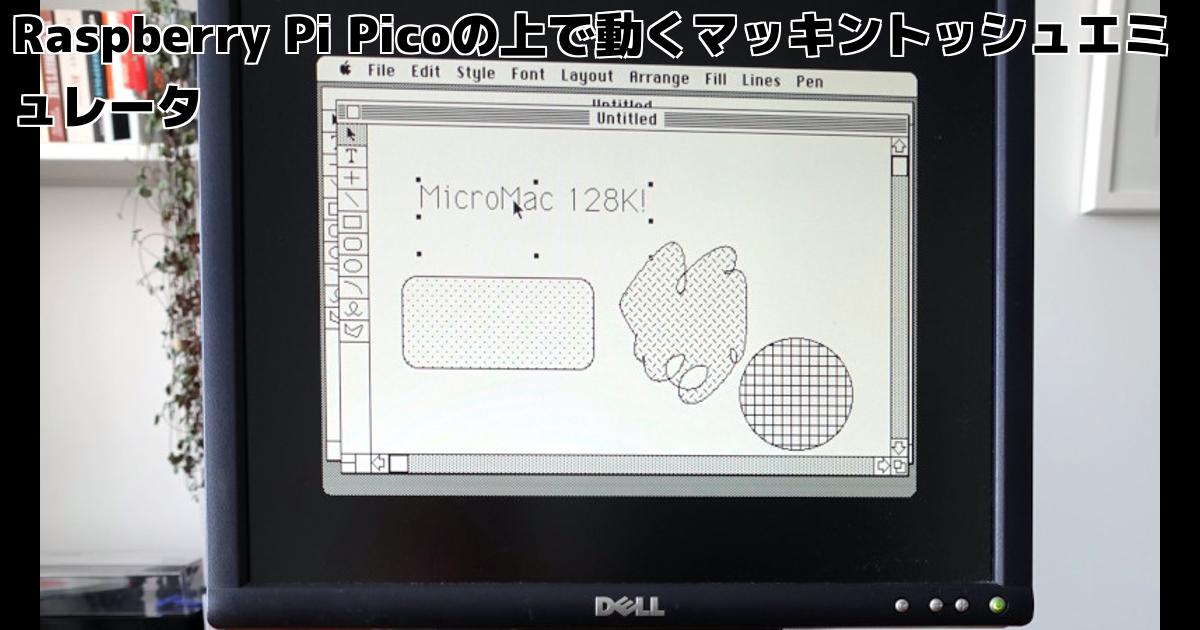 Raspberry Pi Picoの上で動くマッキントッシュエミ
ュレータ
File Edit Style Font Layout Arrange Fill Lines Pen
Untitled
Untitled
T
MicroMac 128K!
DELL